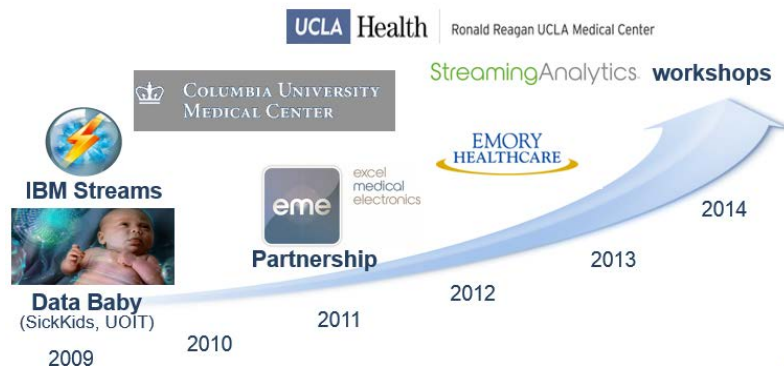 UCLA Health Ronald Reagan UCLA Medical Center
StreamingAnalytics workshops
COLUMBIA UNIVERSITY
MEDICAL CENTER
EMORY
HEALTHCARE
IBM Streams
eme
excel
medical
electronics
Partnership
Data Baby
(SickKids, UOIT)
2009
2010
2011
2012
2013
2014